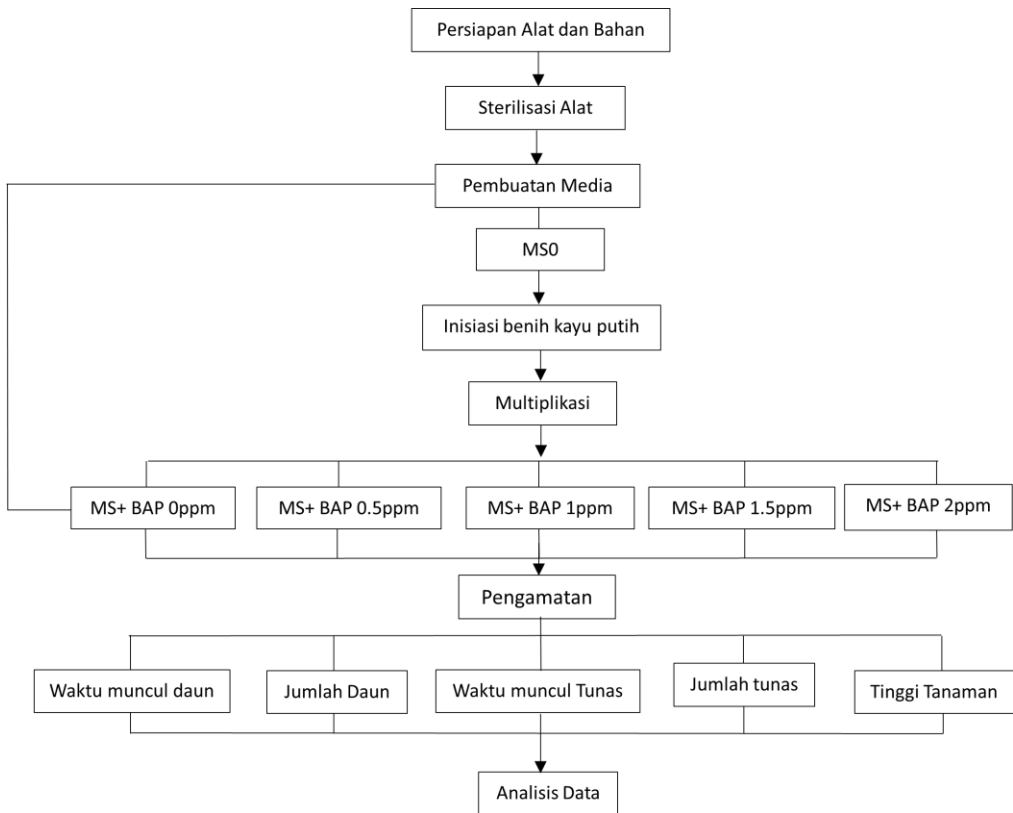 Persiapan Alat dan Bahan
Sterilisasi Alat
Pembuatan Media
MS0
Inisiasi benih kayu putih
Multiplikasi
MS+ BAP 0ppm
MS+ BAP 0.5ppm
MS+ BAP 1ppm
MS+ BAP 1.5ppm
MS+ BAP 2ppm
Pengamatan
Waktu muncul daun
Jumlah Daun
Waktu muncul Tunas
Jumlah tunas
Tinggi Tanaman
Analisis Data